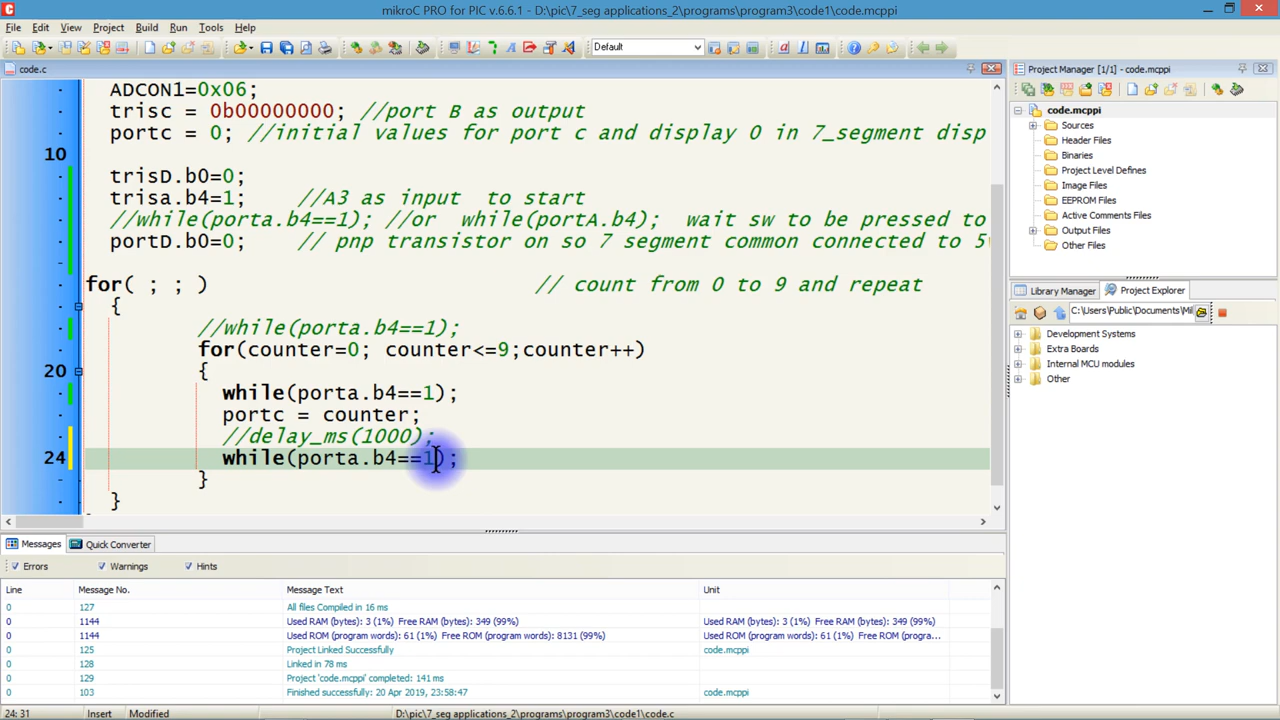 mikroC PRO for PIC v.6.6.1 - D:\pic\7_seg applications_2\programs\program3\code1\code.mcppi
File Edit View Project Build Run Tools Help
Default
code.c
ADCON1=0x06;
trisc = 0b00000000; //port B as output
portc = 0; //initial values for port c and display 0 in 7_segment disp
10
trisD.b0=0;
trisa.b4=1; //A3 as input to start
//while(porta.b4==1); //or while(portA.b4); wait sw to be pressed to
portD.b0=0; // pnp transistor on so 7 segment common connected to 5
for( ; ; ) // count from 0 to 9 and repeat
{
//while(porta.b4==1);
for(counter=0; counter<=9;counter++)
20 {
while(porta.b4==1);
portc = counter;
//delay_ms(1000);
24 while(porta.b4==1);
}
}
Messages Quick Converter
Errors Warnings Hints
Line Message No. Message Text Unit
0 127 All files Compiled in 16 ms
0 1144 Used RAM (bytes): 3 (1%) Free RAM (bytes): 349 (99%) Used RAM (bytes): 3 (1%) Free RAM (bytes): 349 (99%)
0 1144 Used ROM (program words): 61 (1%) Free ROM (program words): 8131 (99%) Used ROM (program words): 61 (1%) Free ROM (progra...
0 125 Project Linked Successfully code.mcppi
0 128 Linked in 78 ms
0 129 Project 'code.mcppi' completed: 141 ms
0 103 Finished successfully: 20 Apr 2019, 23:58:47 code.mcppi
24: 31 Insert Modified D:\pic\7_seg applications_2\programs\program3\code1\code.c
Project Manager [1/1] - code.mcppi
code.mcppi
Sources
Header Files
Binaries
Project Level Defines
Image Files
EEPROM Files
Active Comments Files
Output Files
Other Files
Library Manager Project Explorer
C:\Users\Public\Documents\Mil
Development Systems
Extra Boards
Internal MCU modules
Other